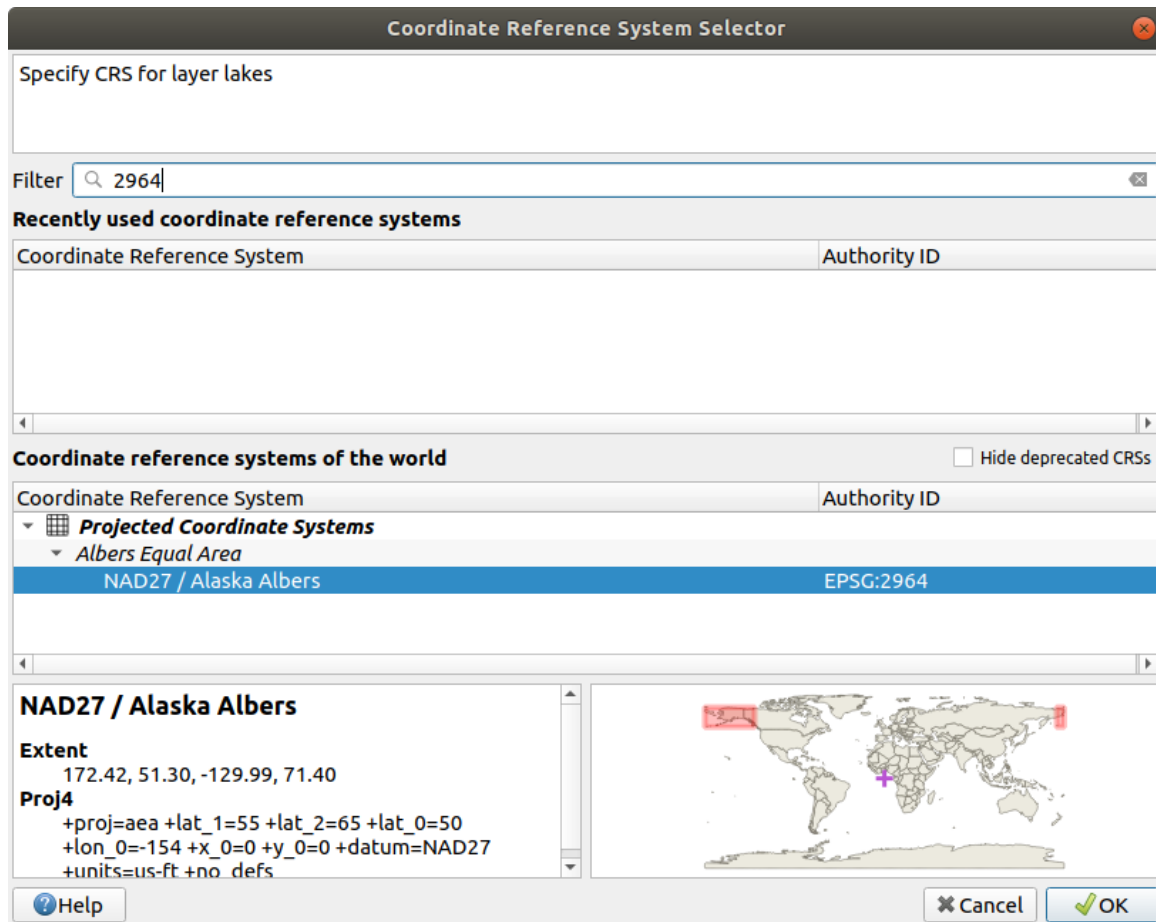 Coordinate Reference System Selector
Specify CRS for layer lakes
Filter 2964
Recently used coordinate reference systems
Coordinate Reference System Authority ID
Coordinate reference systems of the world Hide deprecated CRSs
Coordinate Reference System Authority ID
Projected Coordinate Systems
Albers Equal Area
NAD27 / Alaska Albers EPSG:2964
NAD27 / Alaska Albers
Extent
172.42, 51.30, -129.99, 71.40
Proj4
+proj=aea +lat_1=55 +lat_2=65 +lat_0=50
+lon_0=-154 +x_0=0 +y_0=0 +datum=NAD27
+units=us-ft +no_defs
Help Cancel OK